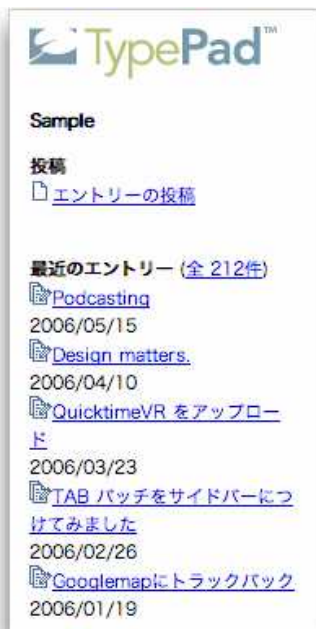 TypePad™
Sample
投稿
エントリーの投稿
最近のエントリー (全 212件)
Podcasting
2006/05/15
Design matters.
2006/04/10
QuicktimeVR をアップロー
ド
2006/03/23
TAB バッチをサイドバーにつ
けてみました
2006/02/26
Googlemapにトラックバック
2006/01/19